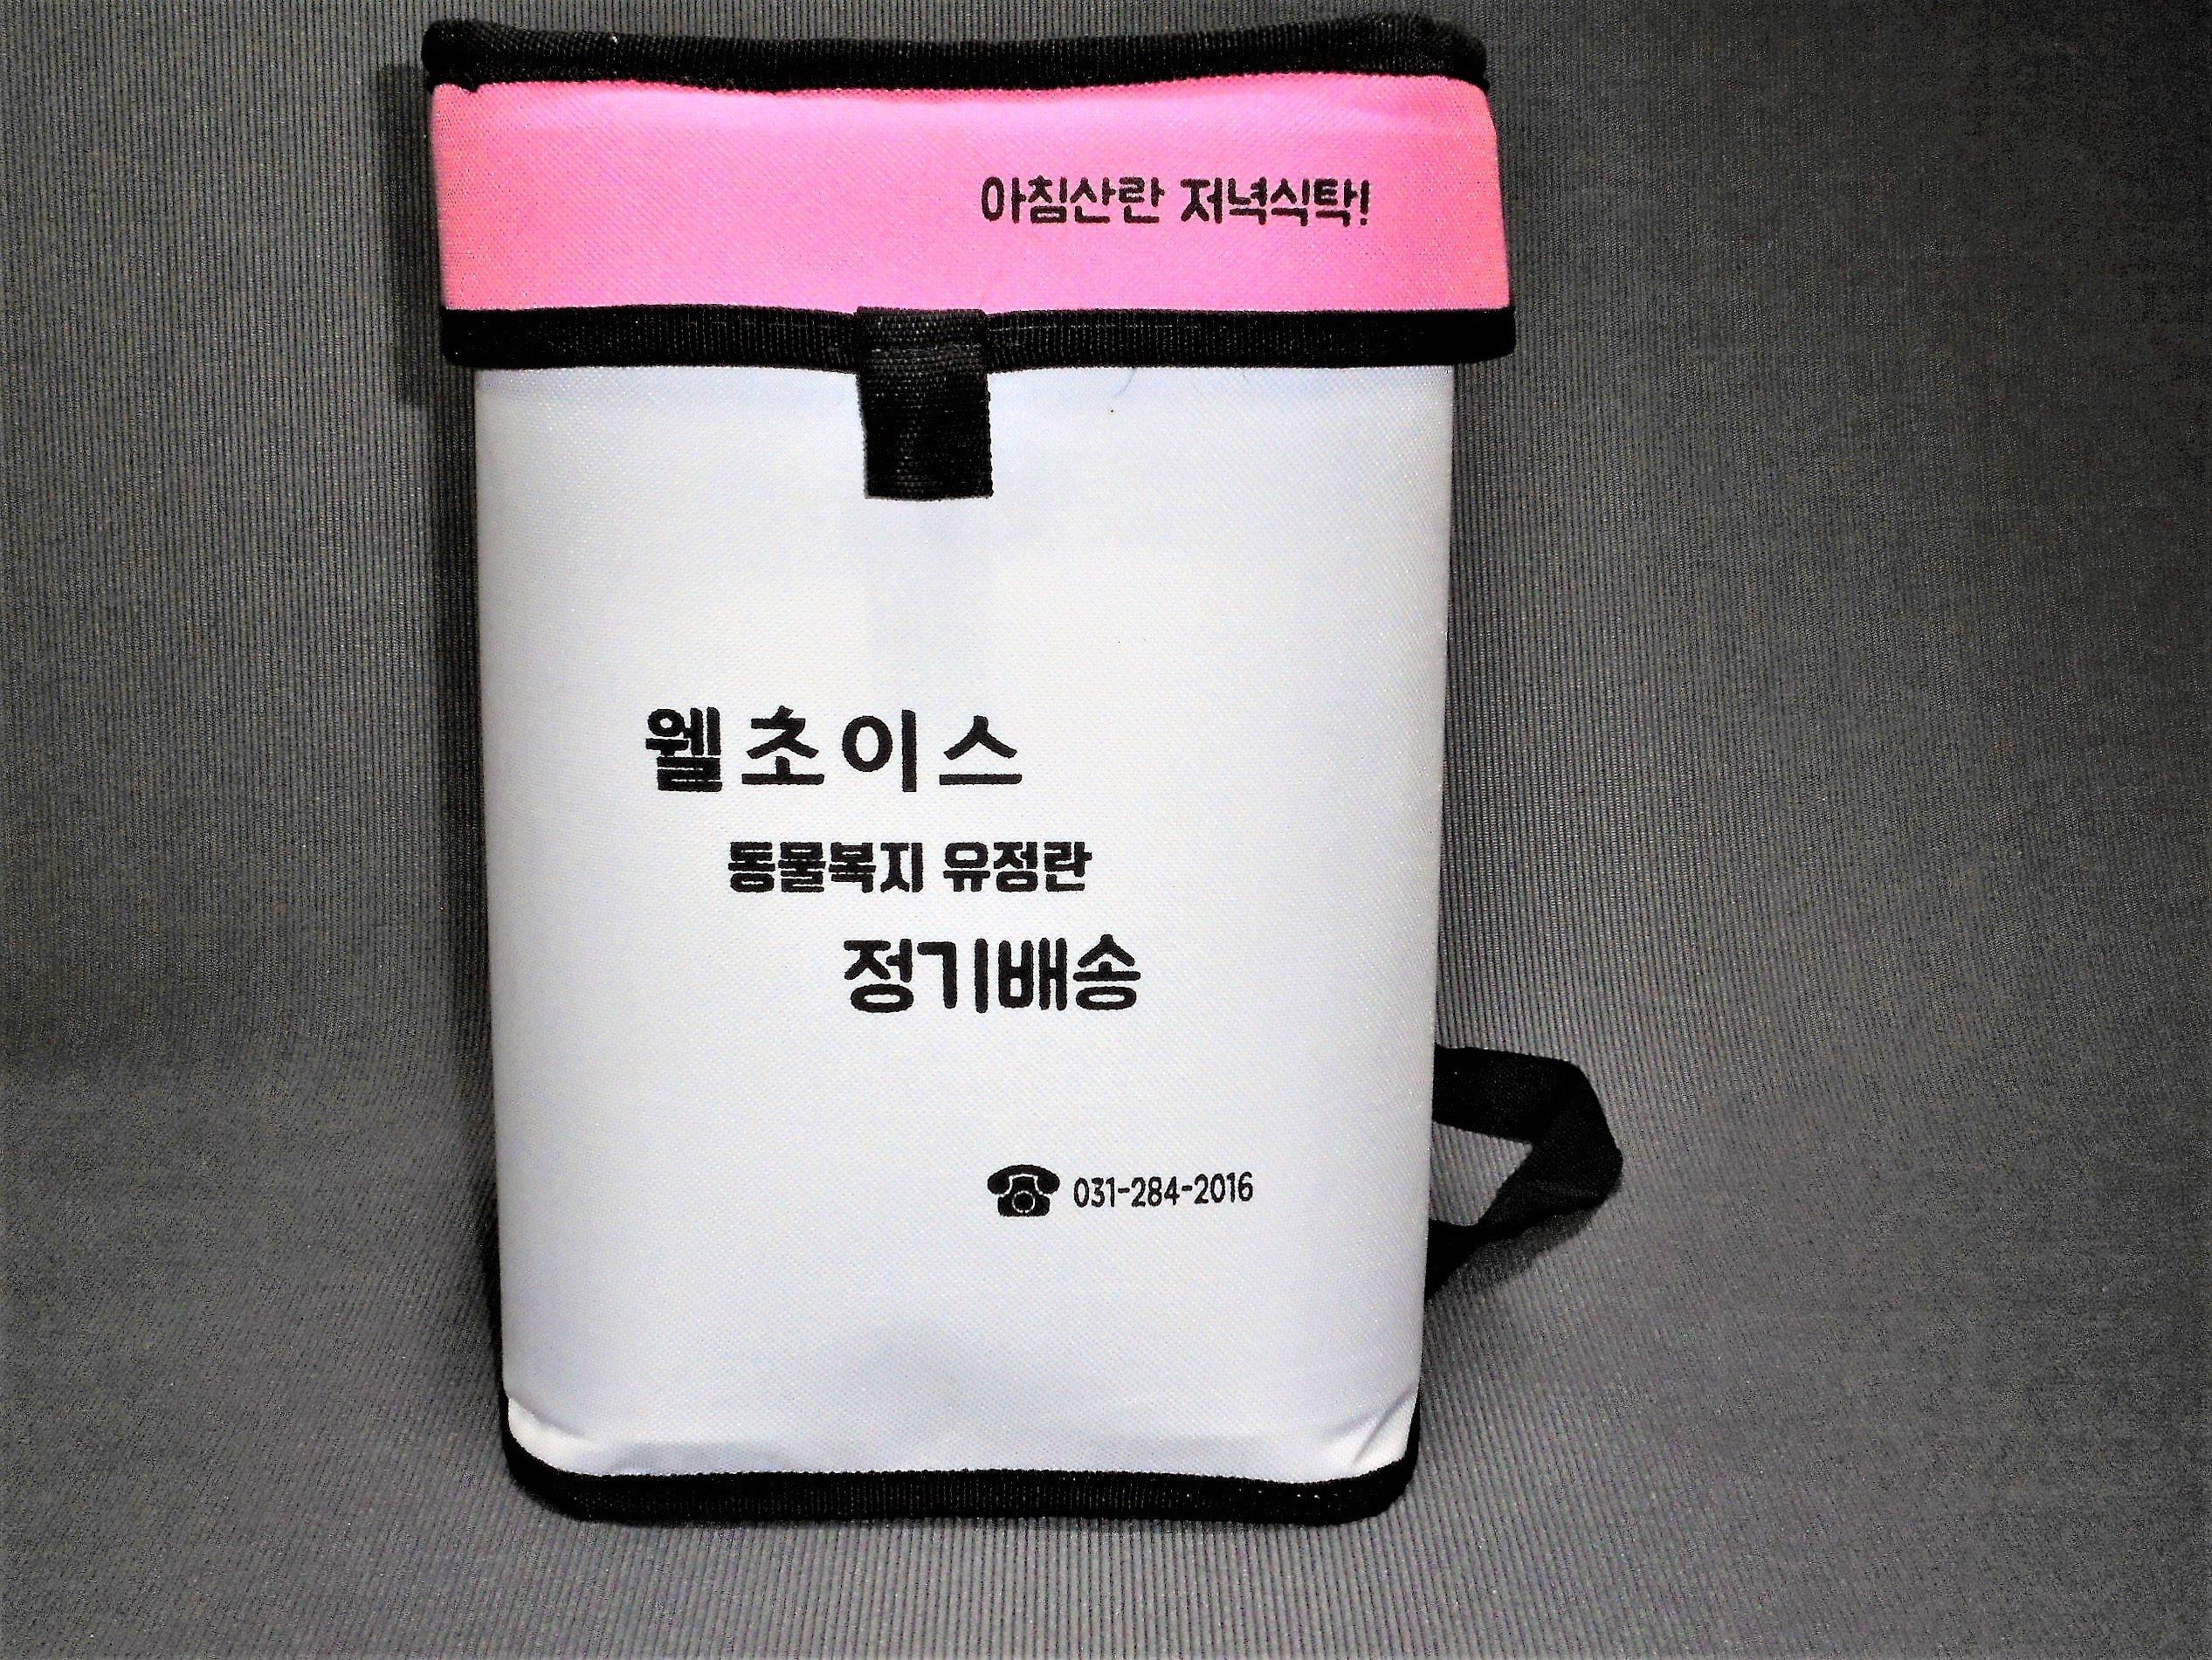 아침산란 저녁식탁!
웰초이스
동물복지 유정란
정기배송
031-284-2016